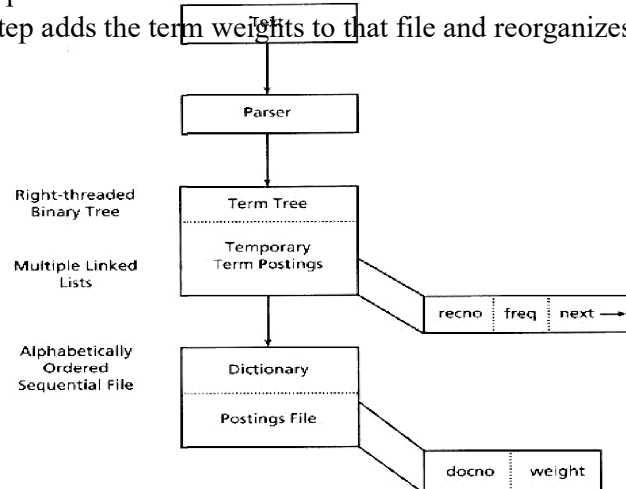 tep adds the term weights to that file and reorganizes
Text
Parser
Right-threaded
Binary Tree
Term Tree
Temporary
Term Postings
Multiple Linked
Lists
recno freq next
Alphabetically
Ordered
Sequential File
Dictionary
Postings File
docno weight